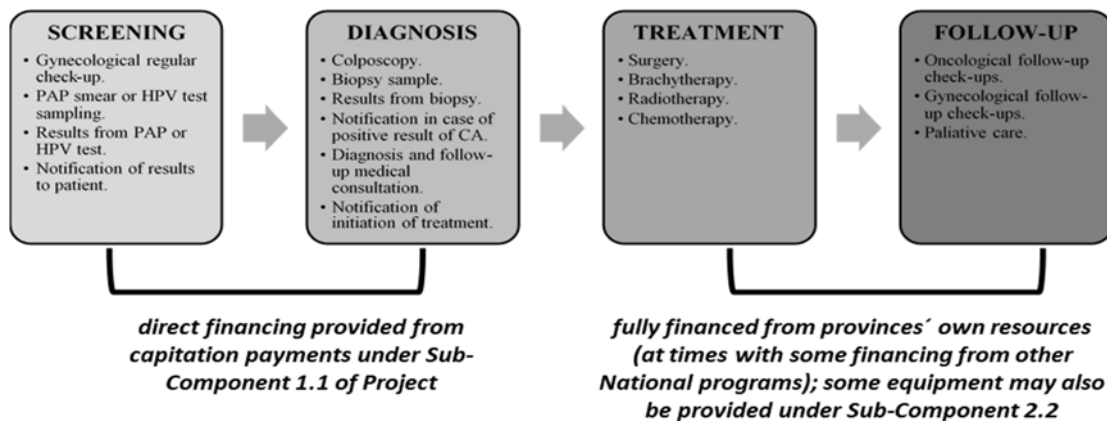 SCREENING
• Gynecological regular
check-up.
• PAP smear or HPV test
sampling.
• Results from PAP or
HPV test.
• Notification of results
to patient.
DIAGNOSIS
• Colposcopy.
• Biopsy sample.
• Results from biopsy.
• Notification in case of
positive result of CA.
• Diagnosis and follow-
up medical
consultation.
• Notification of
initiation of treatment.
TREATMENT
• Surgery.
• Brachytherapy.
• Radiotherapy.
• Chemotherapy.
FOLLOW-UP
• Oncological follow-up
check-ups.
• Gynecological follow-
up check-ups.
• Paliative care.
direct financing provided from
capitation payments under Sub-
Component 1.1 of Project
fully financed from provinces´ own resources
(at times with some financing from other
National programs); some equipment may also
be provided under Sub-Component 2.2